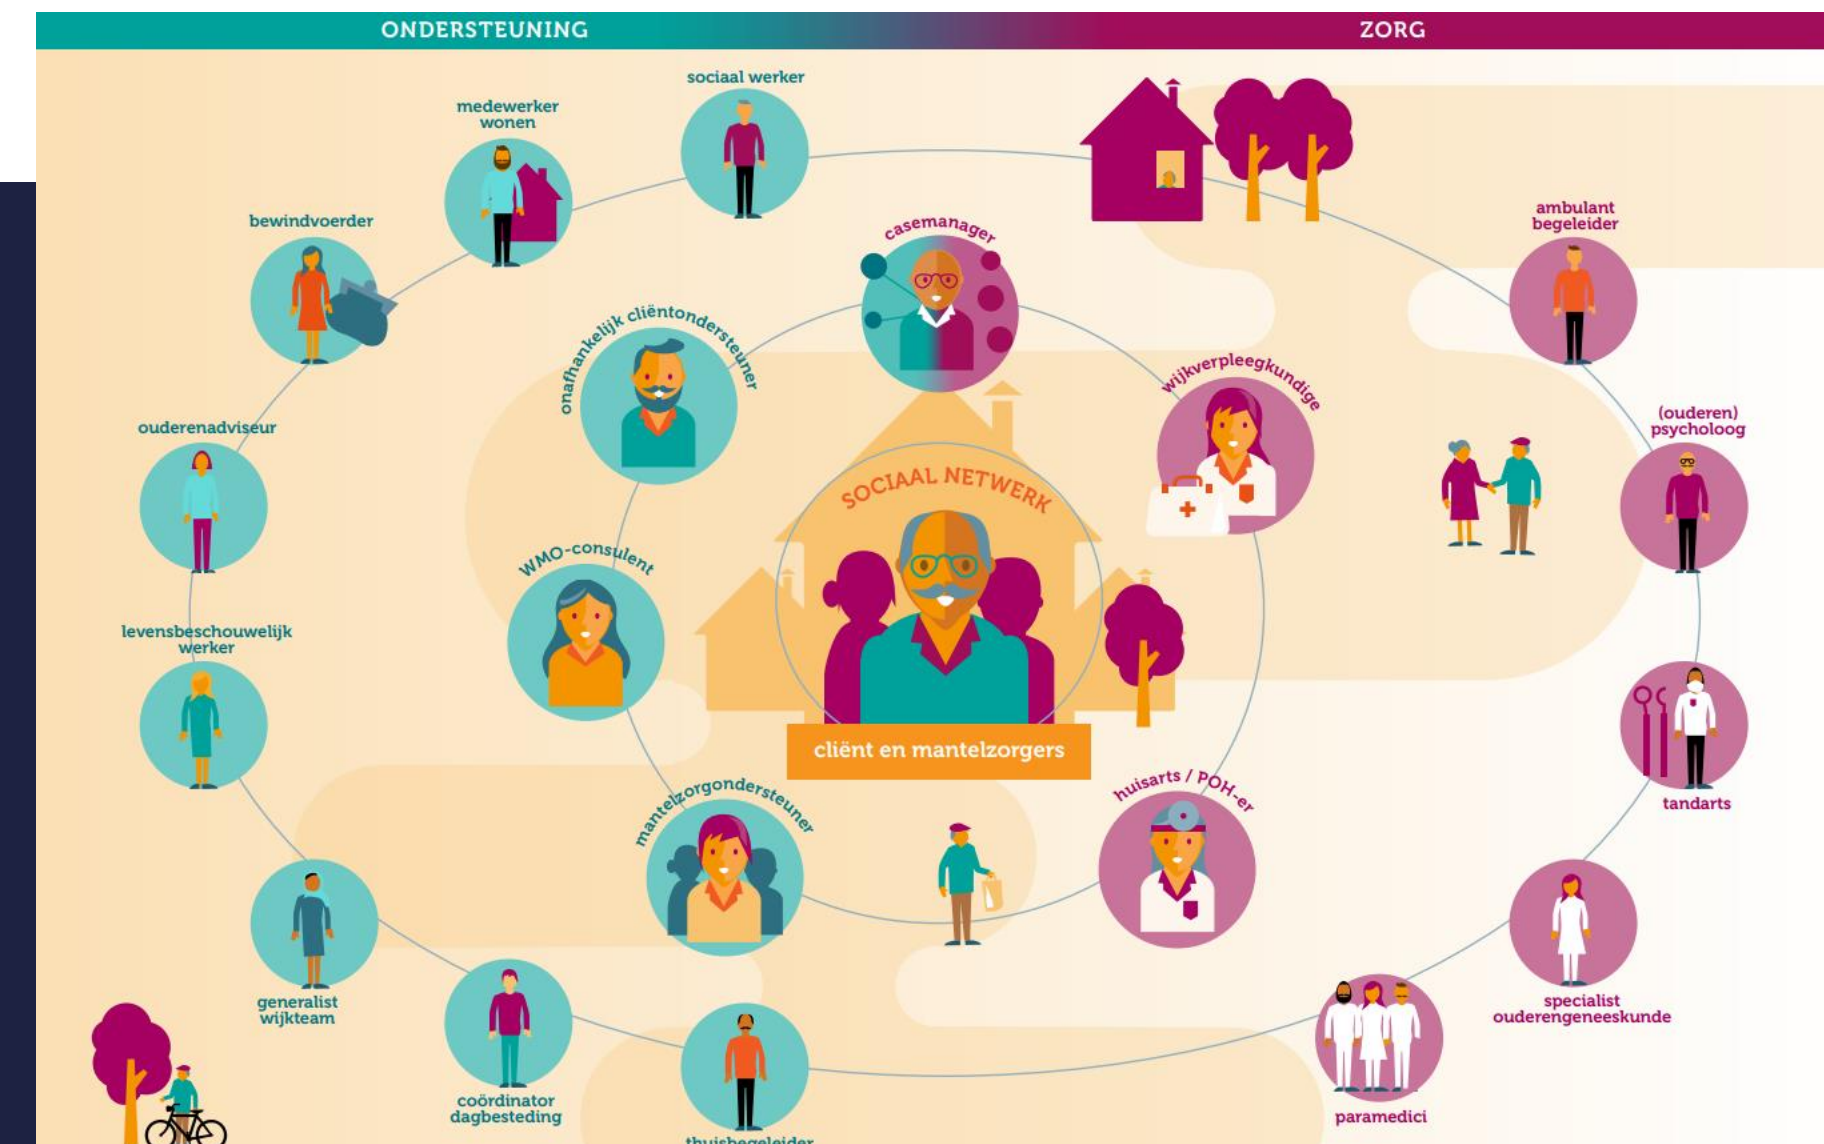 ONDERSTEUNING
ZORG
sociaal werker
medewerker
wonen
bewindvoerder
casemanager
ambulant
begeleider
onafhankelijk cliëntondersteuner
wijkverpleegkundige
ouderenadviseur
(ouderen)
psycholoog
SOCIAAL NETWERK
WMO-consulent
levensbeschouwelijk
werker
cliënt en mantelzorgers
mantelzorgondersteuner
huisarts / POH-er
tandarts
generalist
wijkteam
specialist
ouderengeneeskunde
coördinator
dagbesteding
paramedici
thuisbegeleider